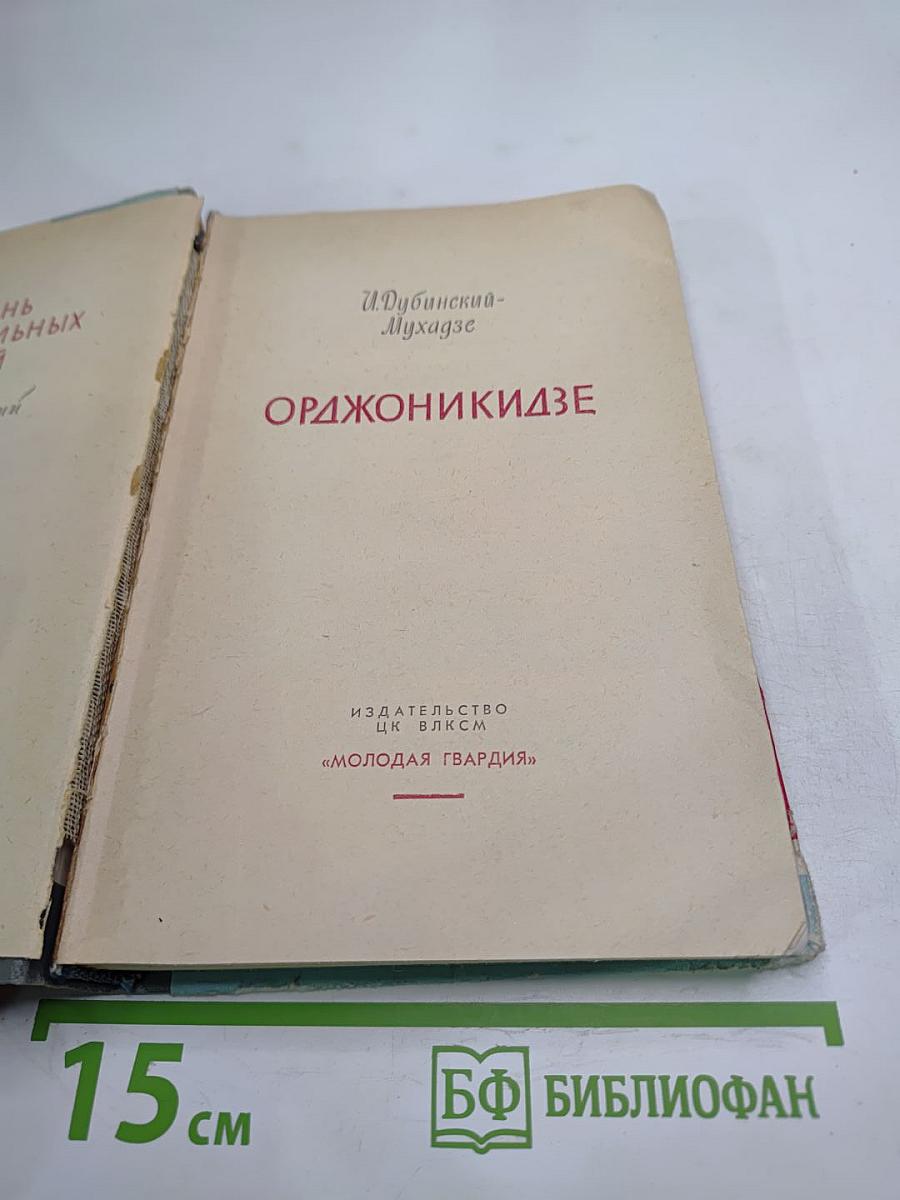 И. Дубинский-
Мухадзе
ОРДЖОНИКИДЗЕ
ИЗДАТЕЛЬСТВО
ЦК ВЛКСМ
«МОЛОДАЯ ГВАРДИЯ»
15 см
БФ БИБЛИОФАН